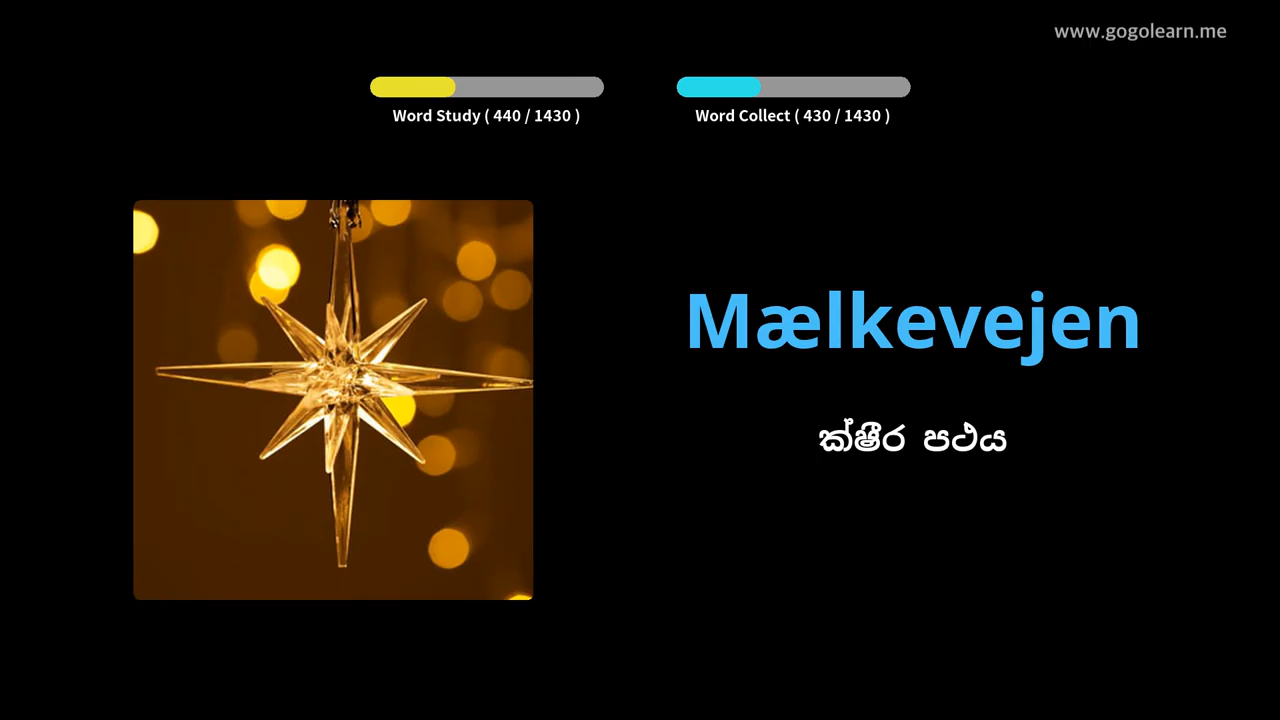 www.gogolearn.me
Word Study ( 440 / 1430 )
Word Collect ( 430 / 1430 )
Mælkevejen
ක්ෂීර පථය